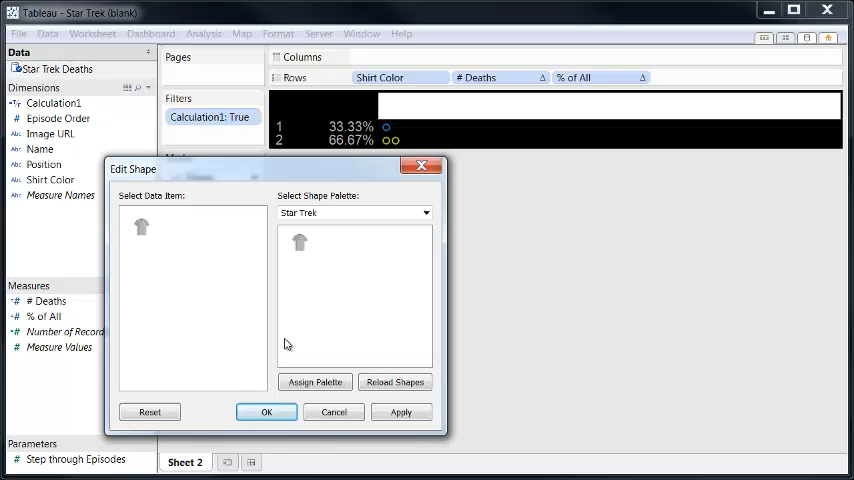 Tableau - Star Trek (blank)
File Data Worksheet Dashboard Analysis Map Format Server Window Help
Data
Star Trek Deaths
Dimensions
Calculation1
Episode Order
Image URL
Name
Position
Shirt Color
Measure Names
Measures
# Deaths
% of All
Number of Record
Measure Values
Parameters
Step through Episodes
Pages
Filters
Calculation1: True
Columns
Rows Shirt Color # Deaths % of All
1 33.33%
2 66.67%
Edit Shape
Select Data Item:
Select Shape Palette:
Star Trek
Assign Palette Reload Shapes
Reset OK Cancel Apply
Sheet 2